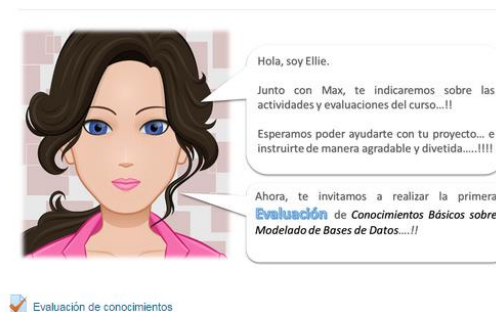 Hola, soy Ellie.
Junto con Max, te indicaremos sobre las
actividades y evaluaciones del curso...!!
Esperamos poder ayudarte con tu proyecto... e
instruirte de manera agradable y divetida.....!!!!
Ahora, te invitamos a realizar la primera
Evaluación de Conocimientos Básicos sobre
Modelado de Bases de Datos....!!
Evaluación de conocimientos